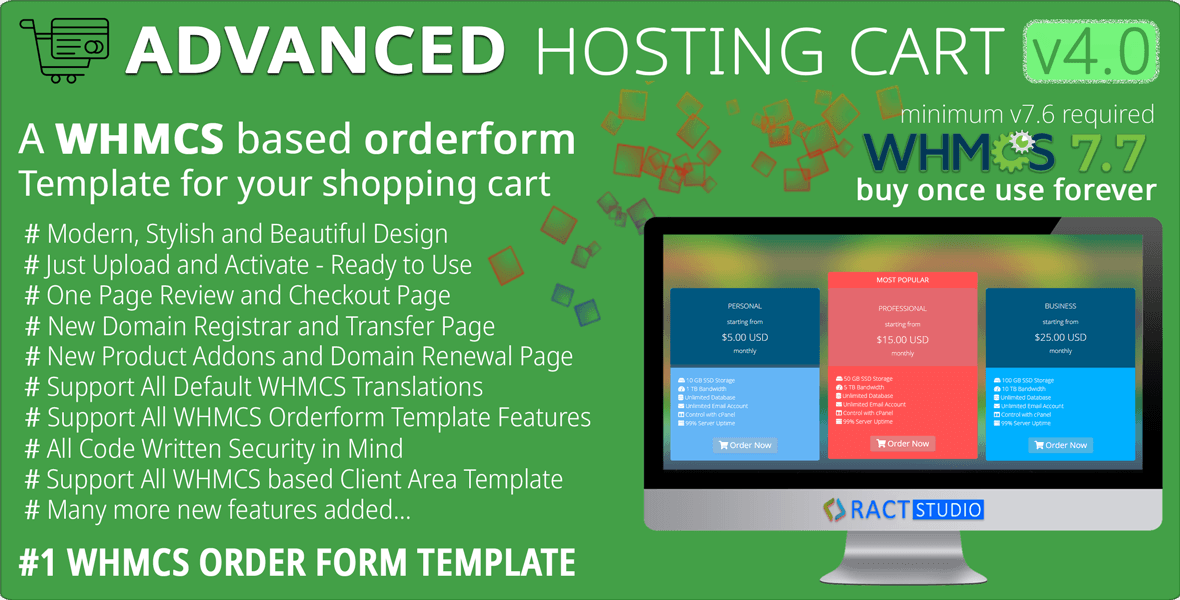 ADVANCED HOSTING CART v4.0
minimum v7.6 required
WHMCS 7.7
buy once use forever
A WHMCS based orderform
Template for your shopping cart
# Modern, Stylish and Beautiful Design
# Just Upload and Activate - Ready to Use
# One Page Review and Checkout Page
# New Domain Registrar and Transfer Page
# New Product Addons and Domain Renewal Page
# Support All Default WHMCS Translations
# Support All WHMCS Orderform Template Features
# All Code Written Security in Mind
# Support All WHMCS based Client Area Template
# Many more new features added...
#1 WHMCS ORDER FORM TEMPLATE
PERSONAL
starting from
$5.00 USD
monthly
10 GB SSD Storage
1 TB Bandwidth
Unlimited Database
Unlimited Email Account
Control with cPanel
99% Server Uptime
Order Now
MOST POPULAR
PROFESSIONAL
starting from
$15.00 USD
monthly
50 GB SSD Storage
5 TB Bandwidth
Unlimited Database
Unlimited Email Account
Control with cPanel
99% Server Uptime
Order Now
BUSINESS
starting from
$25.00 USD
monthly
100 GB SSD Storage
10 TB Bandwidth
Unlimited Database
Unlimited Email Account
Control with cPanel
99% Server Uptime
Order Now
RACT STUDIO